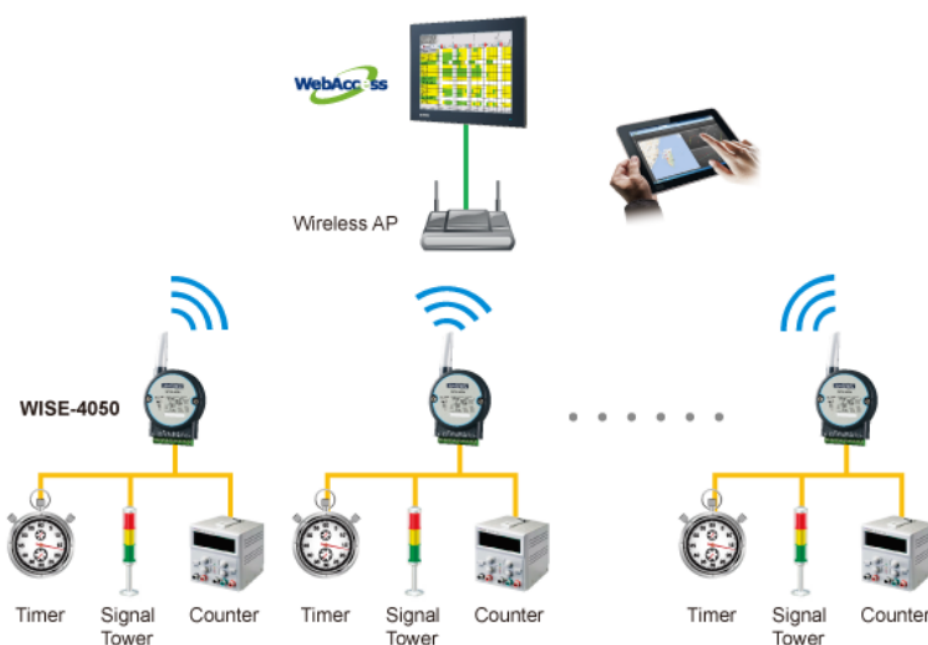 WebAccess
Wireless AP
WISE-4050
Timer
Signal
Tower
Counter
Timer
Signal
Tower
Counter
Timer
Signal
Tower
Counter